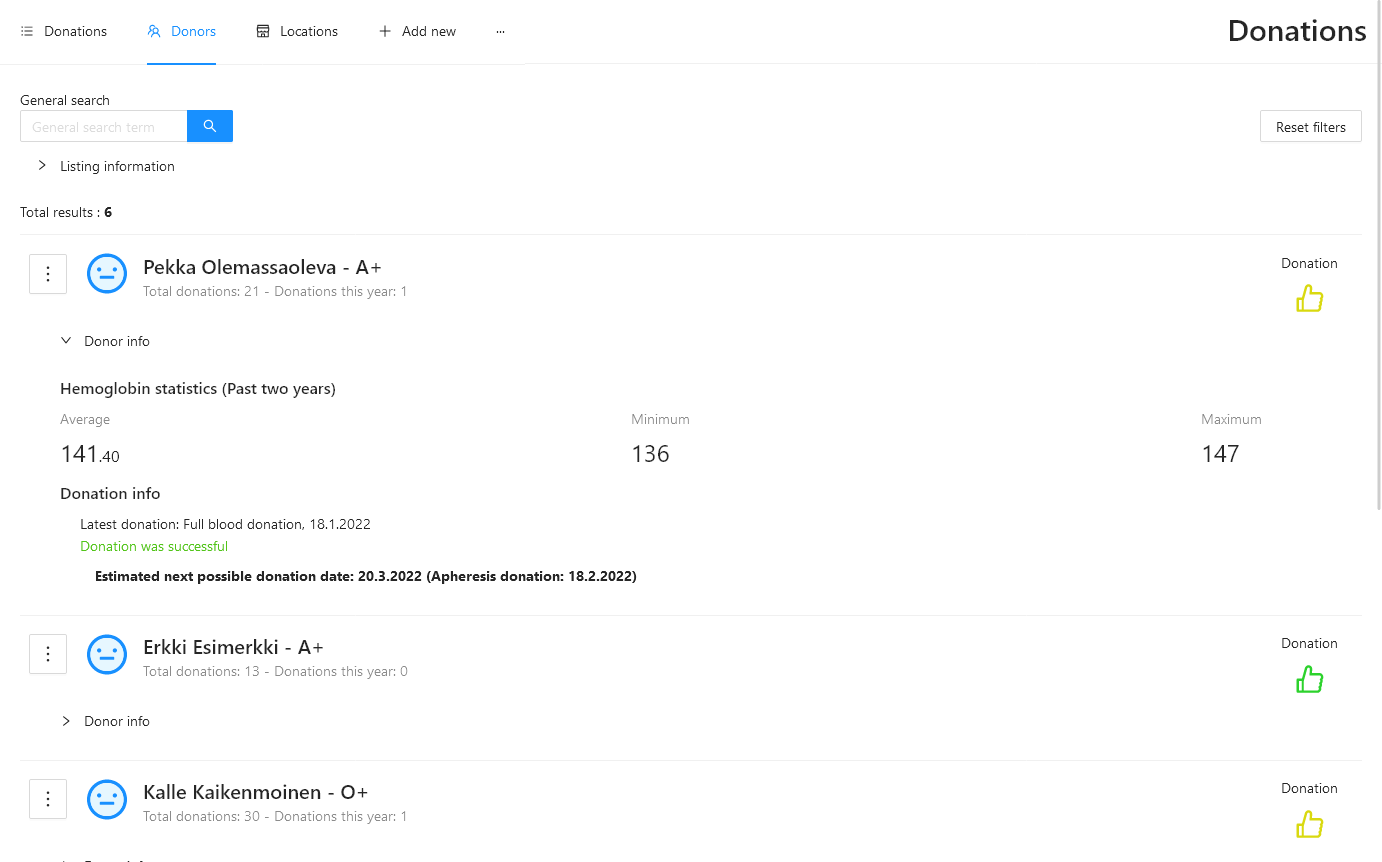 Donations Donors Locations Add new ... Donations
General search
General search term Reset filters
Listing information
Total results : 6
Pekka Olemassaoleva - A+ Donation
Total donations: 21 - Donations this year: 1
Donor info
Hemoglobin statistics (Past two years)
Average Minimum Maximum
141.40 136 147
Donation info
Latest donation: Full blood donation, 18.1.2022
Donation was successful
Estimated next possible donation date: 20.3.2022 (Apheresis donation: 18.2.2022)
Erkki Esimerkki - A+ Donation
Total donations: 13 - Donations this year: 0
Donor info
Kalle Kaikenmoinen - O+ Donation
Total donations: 30 - Donations this year: 1